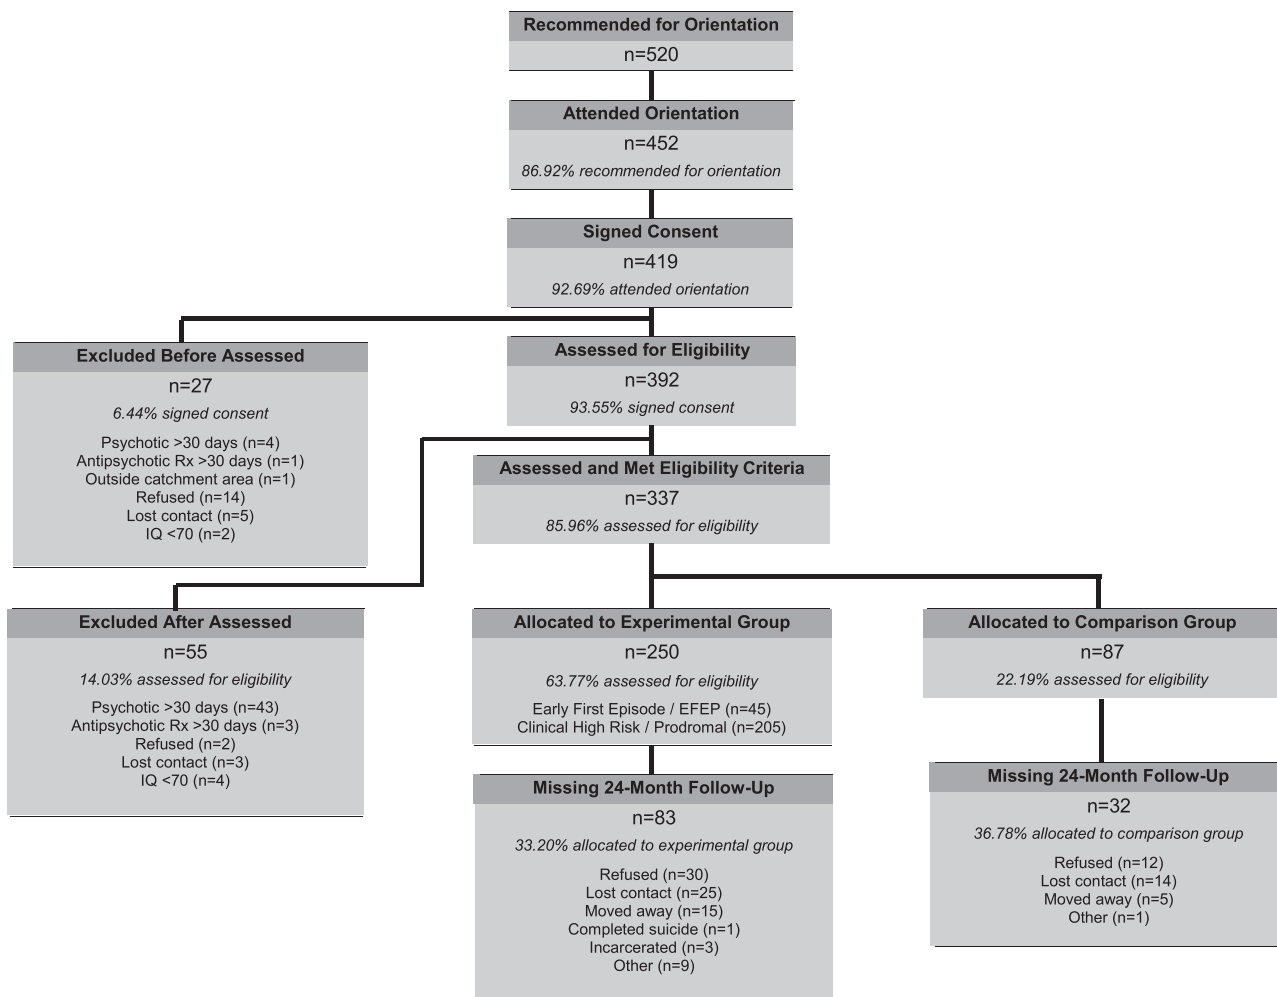 Recommended for Orientation
n=520
Attended Orientation
n=452
86.92% recommended for orientation
Signed Consent
n=419
92.69% attended orientation
Excluded Before Assessed
n=27
6.44% signed consent
Psychotic >30 days (n=4)
Antipsychotic Rx >30 days (n=1)
Outside catchment area (n=1)
Refused (n=14)
Lost contact (n=5)
IQ <70 (n=2)
Assessed for Eligibility
n=392
93.55% signed consent
Assessed and Met Eligibility Criteria
n=337
85.96% assessed for eligibility
Excluded After Assessed
n=55
14.03% assessed for eligibility
Psychotic >30 days (n=43)
Antipsychotic Rx >30 days (n=3)
Refused (n=2)
Lost contact (n=3)
IQ <70 (n=4)
Allocated to Experimental Group
n=250
63.77% assessed for eligibility
Early First Episode / EFEP (n=45)
Clinical High Risk / Prodromal (n=205)
Allocated to Comparison Group
n=87
22.19% assessed for eligibility
Missing 24-Month Follow-Up
n=83
33.20% allocated to experimental group
Refused (n=30)
Lost contact (n=25)
Moved away (n=15)
Completed suicide (n=1)
Incarcerated (n=3)
Other (n=9)
Missing 24-Month Follow-Up
n=32
36.78% allocated to comparison group
Refused (n=12)
Lost contact (n=14)
Moved away (n=5)
Other (n=1)